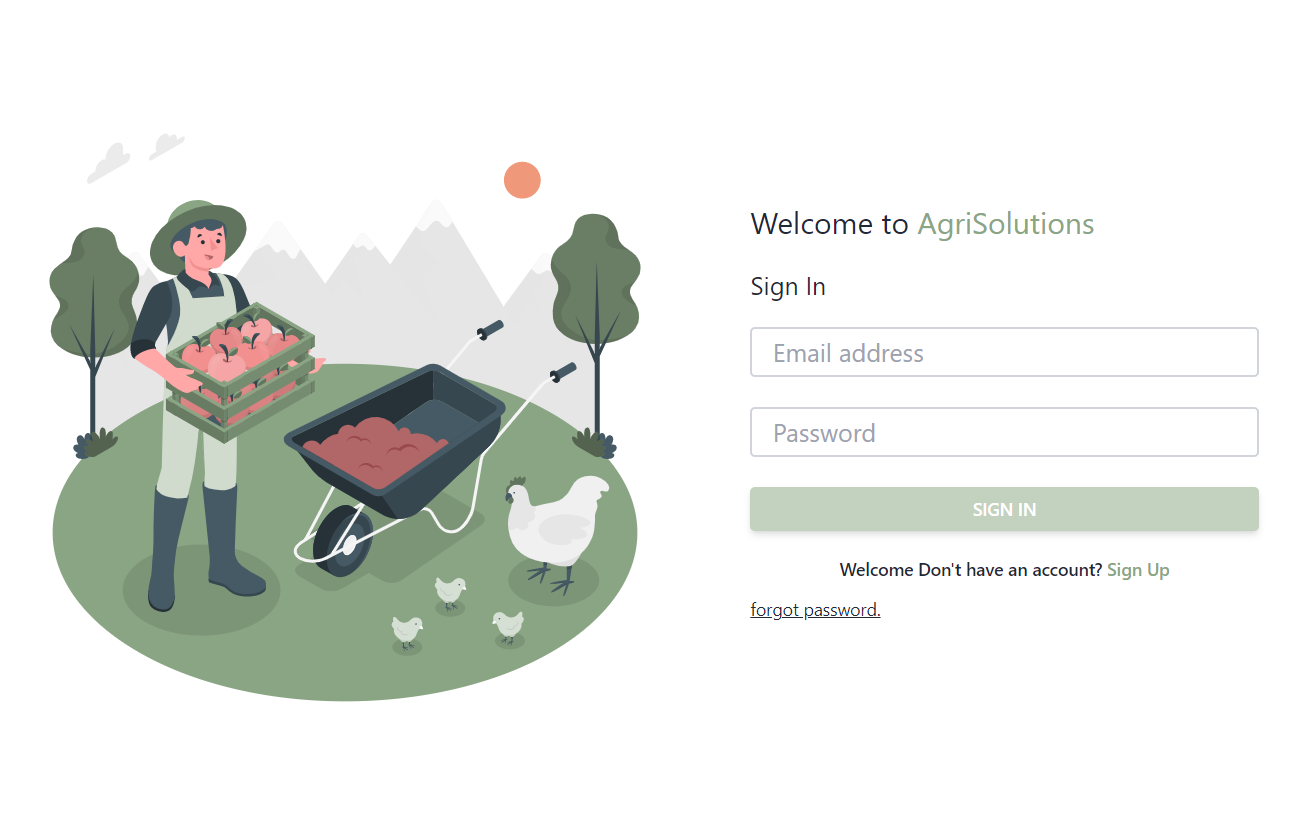 Welcome to AgriSolutions
Sign In
Email address
Password
SIGN IN
Welcome Don't have an account? Sign Up
forgot password.